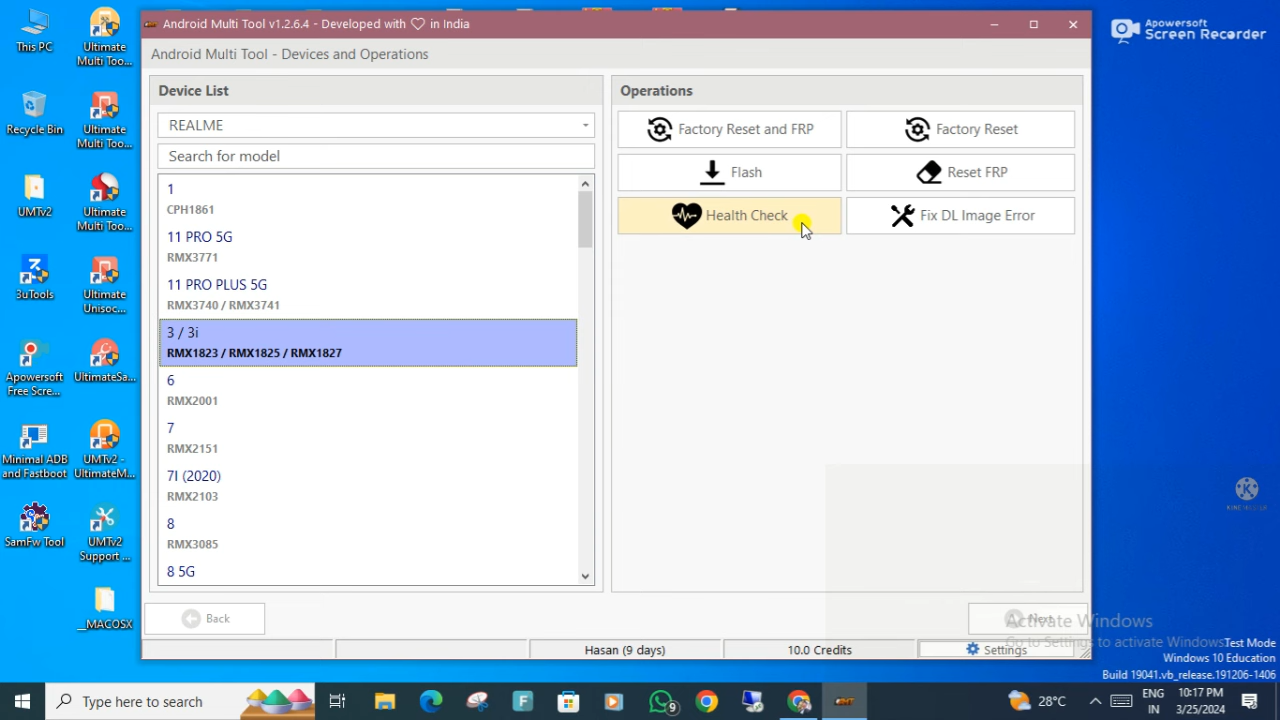 Android Multi Tool v1.2.6.4 - Developed with ♡ in India
Android Multi Tool - Devices and Operations
Device List
REALME
Search for model
1
CPH1861
11 PRO 5G
RMX3771
11 PRO PLUS 5G
RMX3740 / RMX3741
3 / 3i
RMX1823 / RMX1825 / RMX1827
6
RMX2001
7
RMX2151
7I (2020)
RMX2103
8
RMX3085
8 5G
Operations
Factory Reset and FRP
Factory Reset
Flash
Reset FRP
Health Check
Fix DL Image Error
Back
Next
Hasan (9 days)
10.0 Credits
Settings
This PC
Ultimate
Multi Too...
Recycle Bin
Ultimate
Multi Too...
UMTv2
Ultimate
Multi Too...
3uTools
Ultimate
Unisoc...
Apowersoft
Free Scre...
UltimateSa...
Minimal ADB
and Fastboot
UMTv2 -
UltimateM...
SamFw Tool
UMTv2
Support ...
__MACOSX
Apowersoft
Screen Recorder
KINEMASTER
Activate Windows
Go to Settings to activate Windows.
Test Mode
Windows 10 Education
Build 19041.vb_release.191206-1406
Type here to search
9
28°C
ENG
IN
10:17 PM
3/25/2024